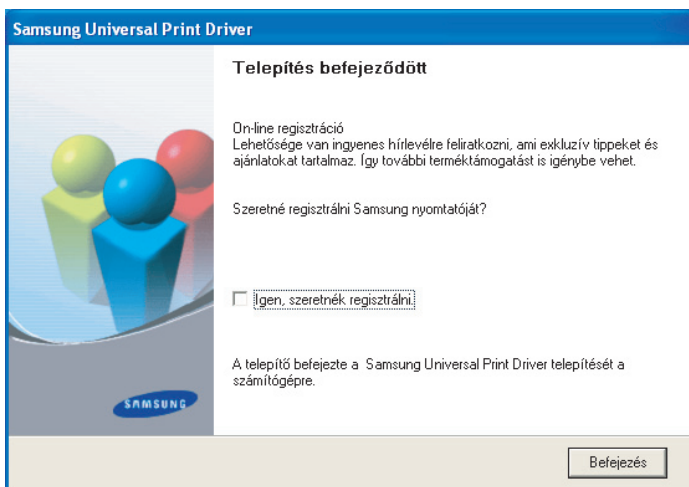 Samsung Universal Print Driver
Telepítés befejeződött
On-line regisztráció
Lehetősége van ingyenes hírlevélre feliratkozni, ami exkluzív tippeket és
ajánlatokat tartalmaz. Így további terméktámogatást is igénybe vehet.
Szeretné regisztrálni Samsung nyomtatóját?
Igen, szeretnék regisztrálni.
A telepítő befejezte a Samsung Universal Print Driver telepítését a
számítógépre.
SAMSUNG
Befejezés